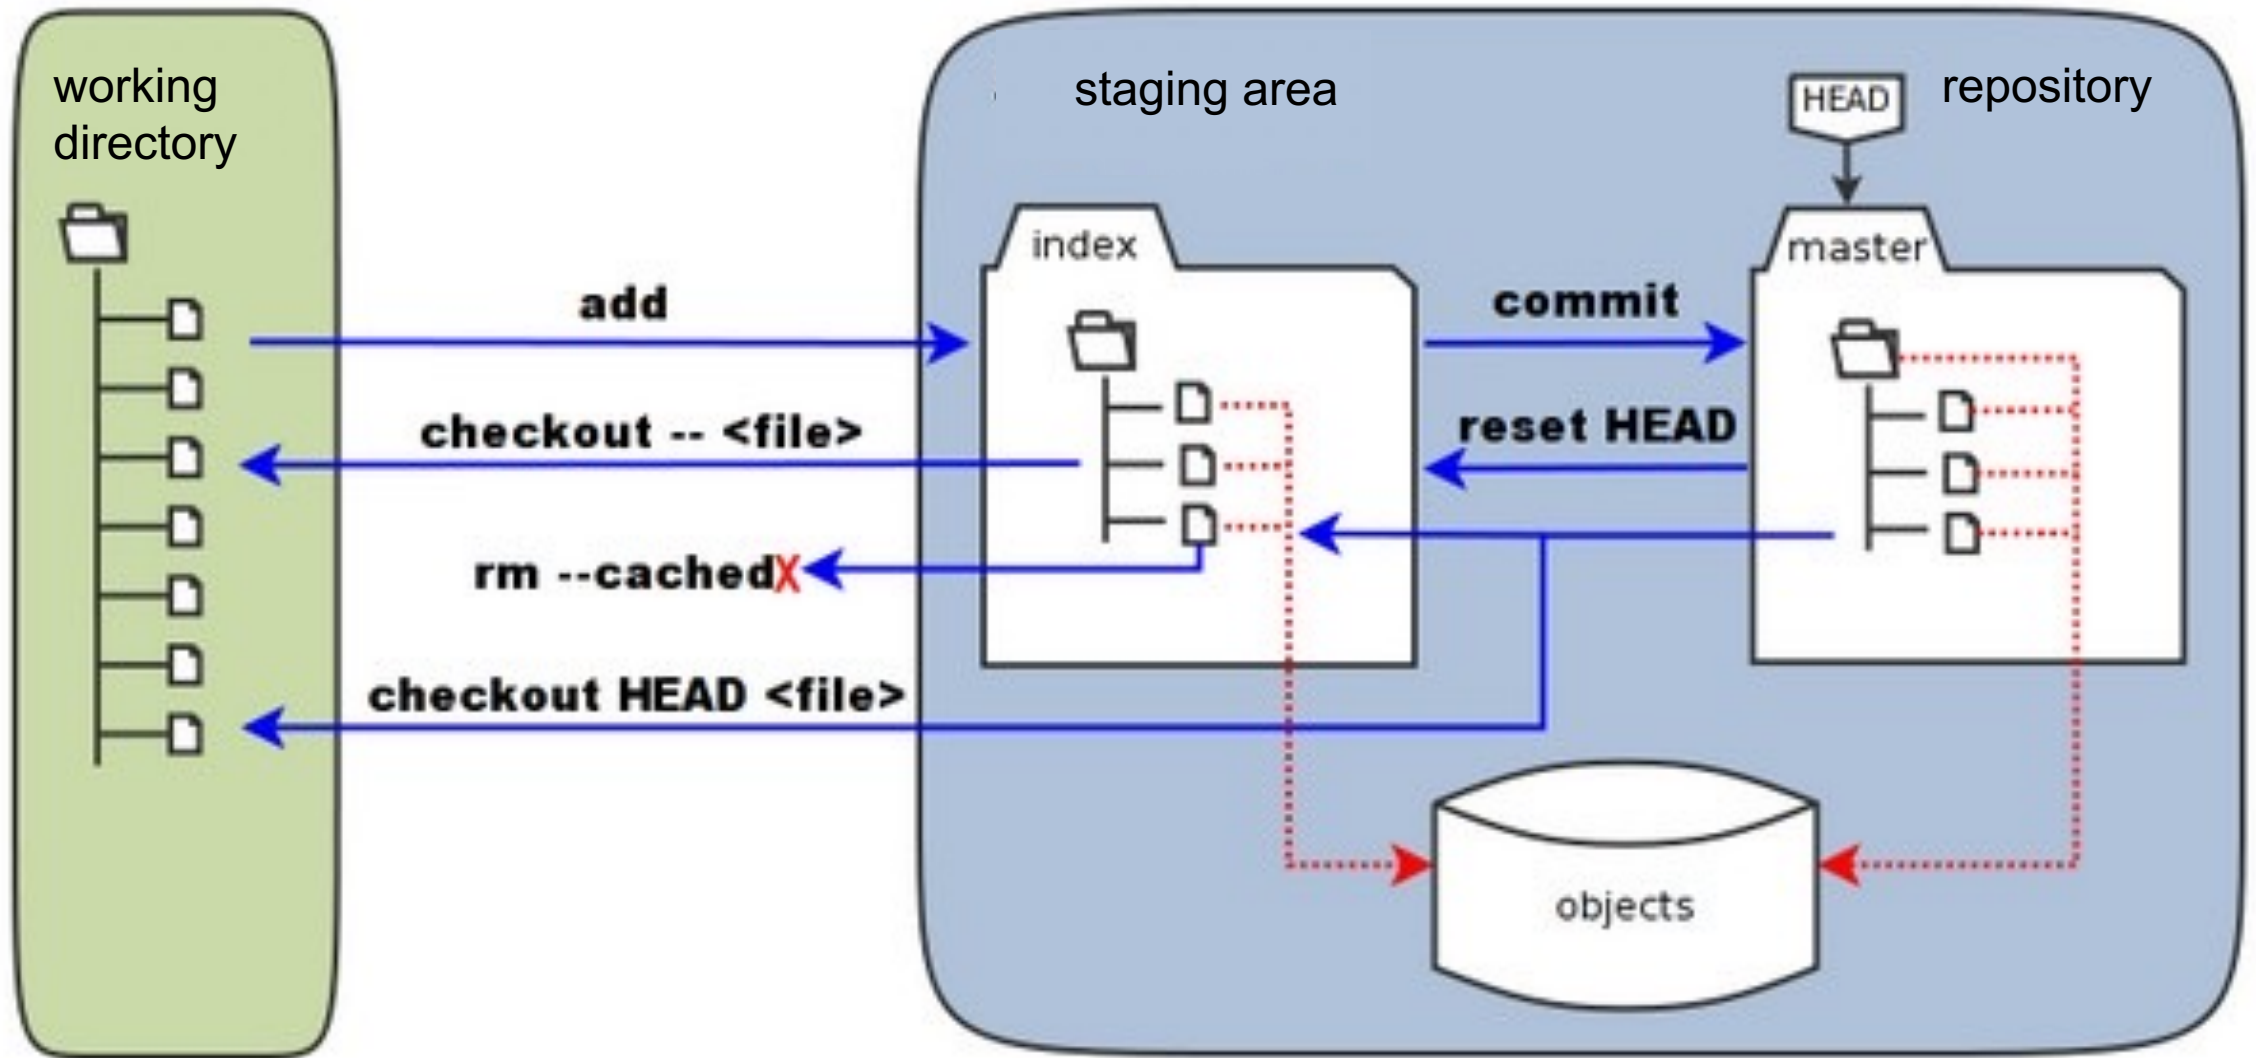 working
directory
staging area
HEAD
repository
index
master
add
commit
checkout -- <file>
reset HEAD
rm --cachedX
checkout HEAD <file>
objects